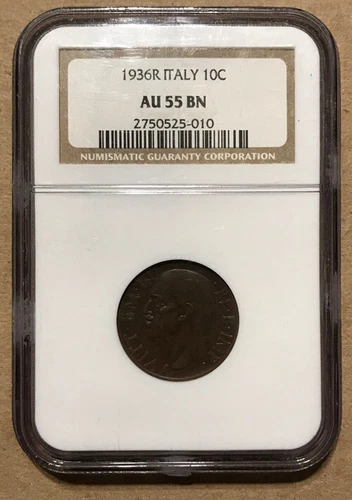 1936R ITALY 10C
AU 55 BN
2750525-010
NUMISMATIC GUARANTY CORPORATION